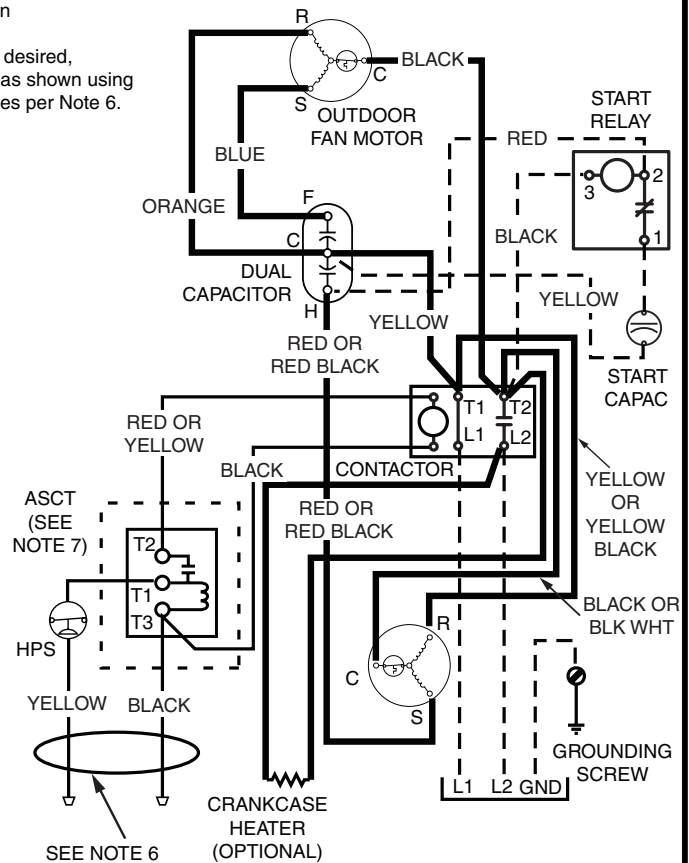 n
desired,
as shown using
es per Note 6.
R
C
S
BLACK
OUTDOOR
FAN MOTOR
START
RELAY
RED
BLUE
3
2
1
ORANGE
F
C
H
BLACK
DUAL
CAPACITOR
YELLOW
YELLOW
RED OR
RED BLACK
START
CAPAC
T1
T2
L1
L2
RED OR
YELLOW
BLACK
CONTACTOR
YELLOW
OR
YELLOW
BLACK
ASCT
(SEE
NOTE 7)
RED OR
RED BLACK
T2
T1
T3
BLACK OR
BLK WHT
HPS
R
C
S
YELLOW
BLACK
GROUNDING
SCREW
L1
L2
GND
CRANKCASE
HEATER
(OPTIONAL)
SEE NOTE 6